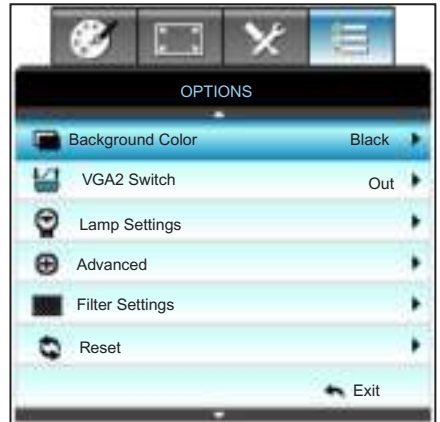 OPTIONS
Background Color Black
VGA2 Switch Out
Lamp Settings
Advanced
Filter Settings
Reset
Exit